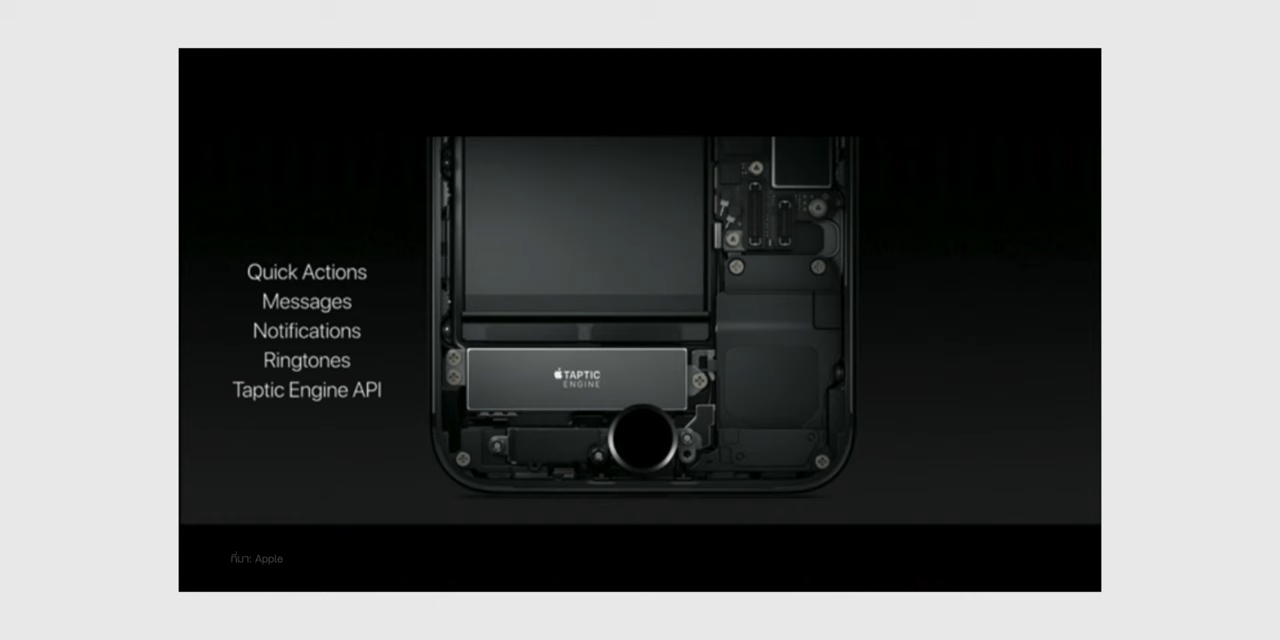 Quick Actions
Messages
Notifications
Ringtones
Taptic Engine API
TAPTIC
ENGINE
ที่มา: Apple